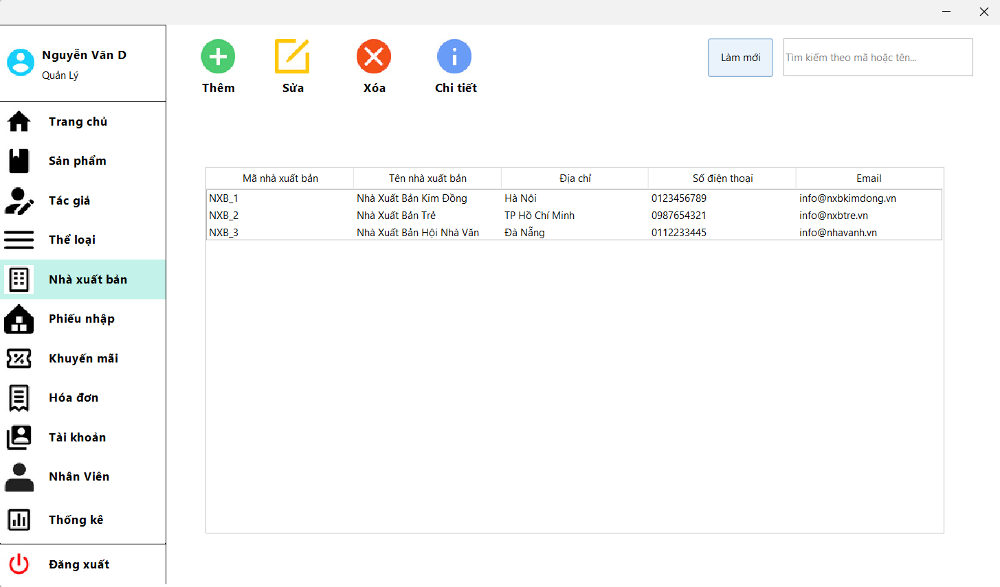 Nguyễn Văn D
Quản Lý
Trang chủ
Sản phẩm
Tác giả
Thể loại
Nhà xuất bản
Phiếu nhập
Khuyến mãi
Hóa đơn
Tài khoản
Nhân Viên
Thống kê
Đăng xuất
Thêm Sửa Xóa Chi tiết
Làm mới Tìm kiếm theo mã hoặc tên...
Mã nhà xuất bản Tên nhà xuất bản Địa chỉ Số điện thoại Email
NXB_1 Nhà Xuất Bản Kim Đồng Hà Nội 0123456789 info@nxbkimdong.vn
NXB_2 Nhà Xuất Bản Trẻ TP Hồ Chí Minh 0987654321 info@nxbtre.vn
NXB_3 Nhà Xuất Bản Hội Nhà Văn Đà Nẵng 0112233445 info@nhavanh.vn